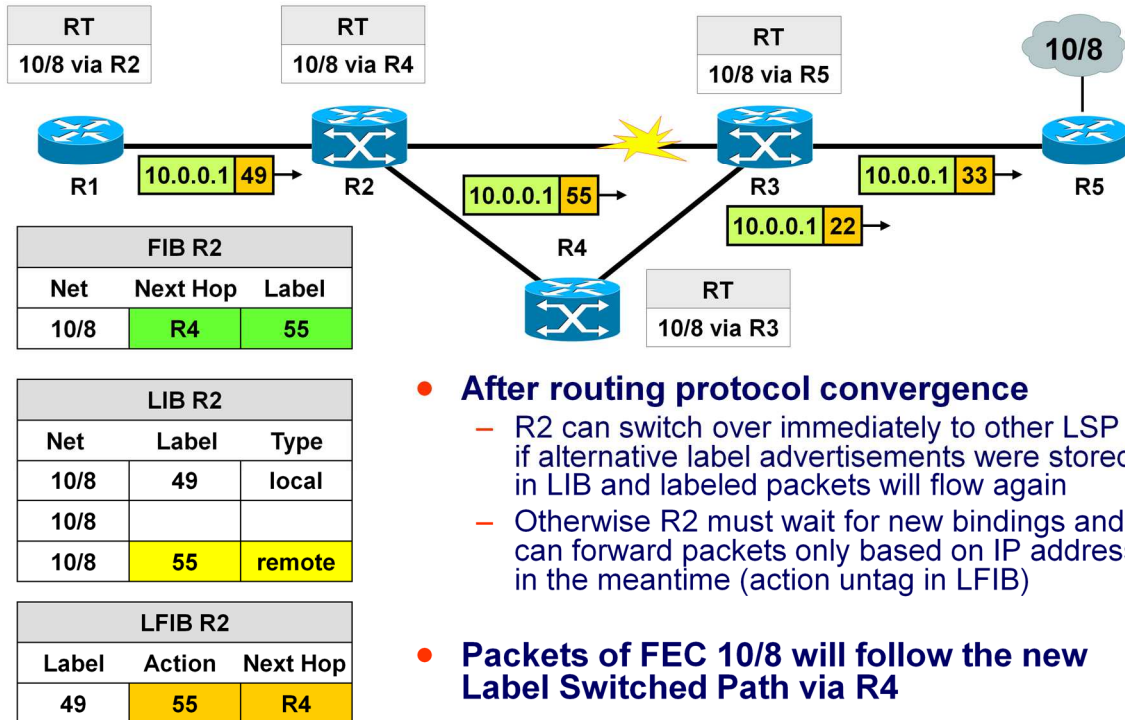 RT
10/8 via R2
RT
10/8 via R4
RT
10/8 via R5
10/8
R1
10.0.0.1 49
R2
10.0.0.1 55
R3
10.0.0.1 33
R5
10.0.0.1 22
R4
RT
10/8 via R3
FIB R2
Net Next Hop Label
10/8 R4 55
LIB R2
Net Label Type
10/8 49 local
10/8
10/8 55 remote
LFIB R2
Label Action Next Hop
49 55 R4
• After routing protocol convergence
– R2 can switch over immediately to other LSP
if alternative label advertisements were stored
in LIB and labeled packets will flow again
– Otherwise R2 must wait for new bindings and
can forward packets only based on IP addres
in the meantime (action untag in LFIB)
• Packets of FEC 10/8 will follow the new
Label Switched Path via R4